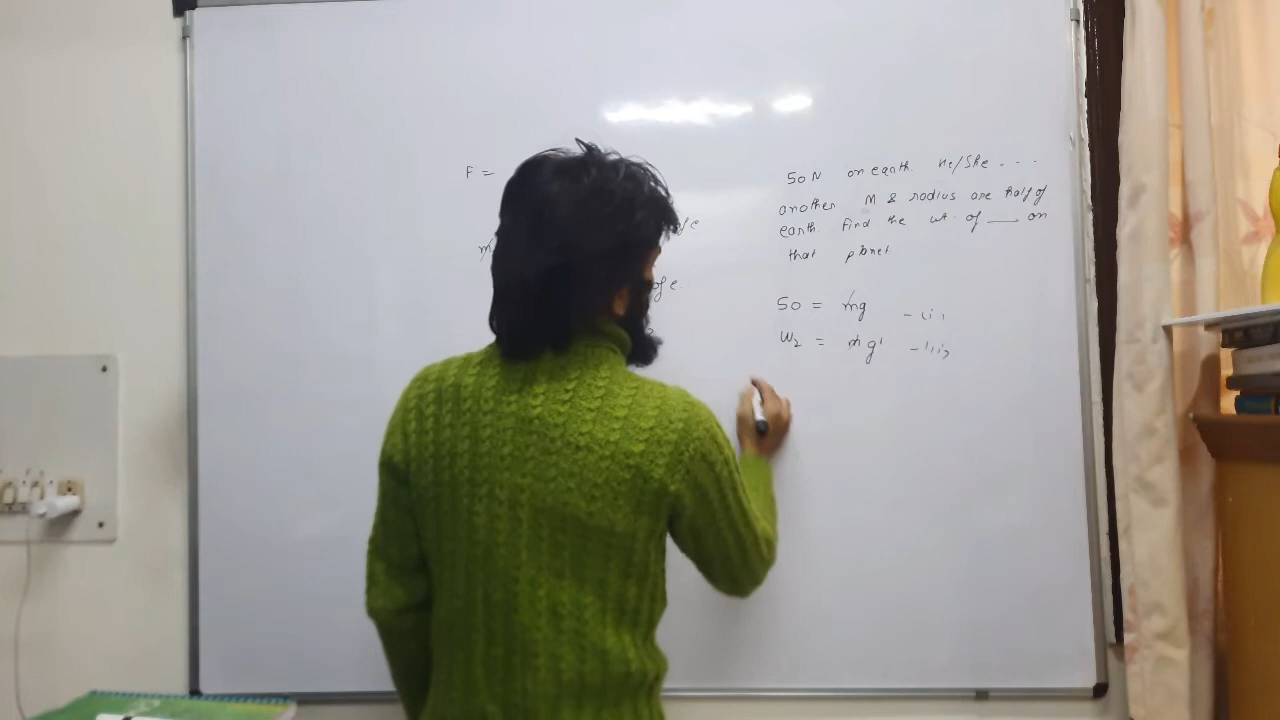 F =
m
50 N on earth. He/She . . .
another M & radius are half of
earth. Find the wt. of ___ on
that planet.
50 = mg - (i)
W₂ = mg' - (ii)